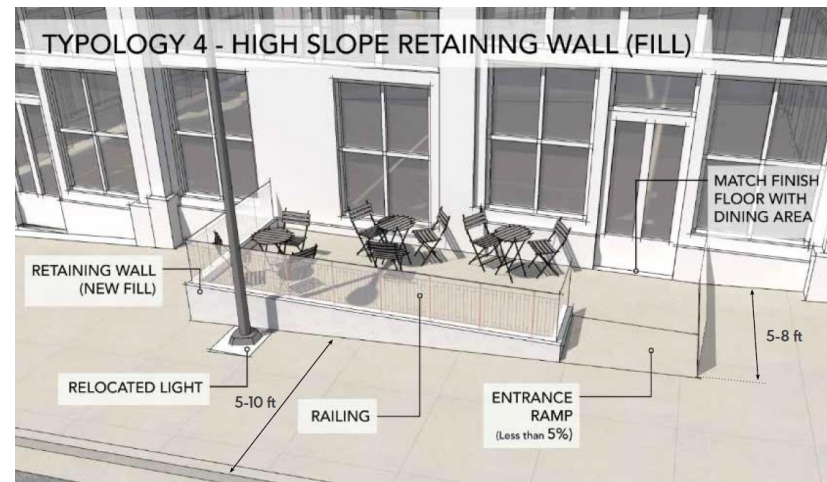 TYPOLOGY 4 - HIGH SLOPE RETAINING WALL (FILL)
MATCH FINISH
FLOOR WITH
DINING AREA
RETAINING WALL
(NEW FILL)
5-8 ft
RELOCATED LIGHT
5-10 ft
RAILING
ENTRANCE
RAMP
(Less than 5%)